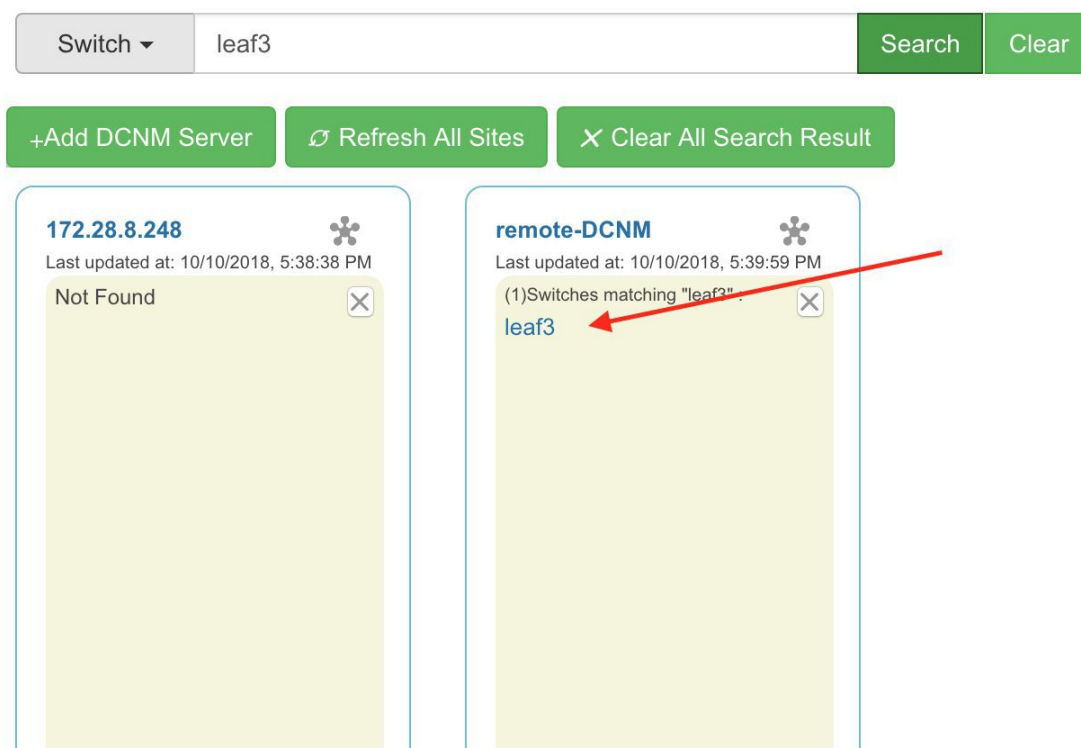 Switch leaf3 Search Clear
+Add DCNM Server Refresh All Sites Clear All Search Result
172.28.8.248
Last updated at: 10/10/2018, 5:38:38 PM
Not Found
remote-DCNM
Last updated at: 10/10/2018, 5:39:59 PM
(1)Switches matching "leaf3" :
leaf3